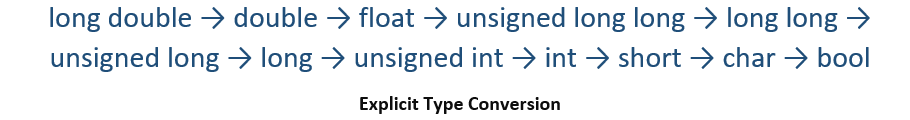 long double → double → float → unsigned long long → long long →
unsigned long → long → unsigned int → int → short → char → bool
Explicit Type Conversion